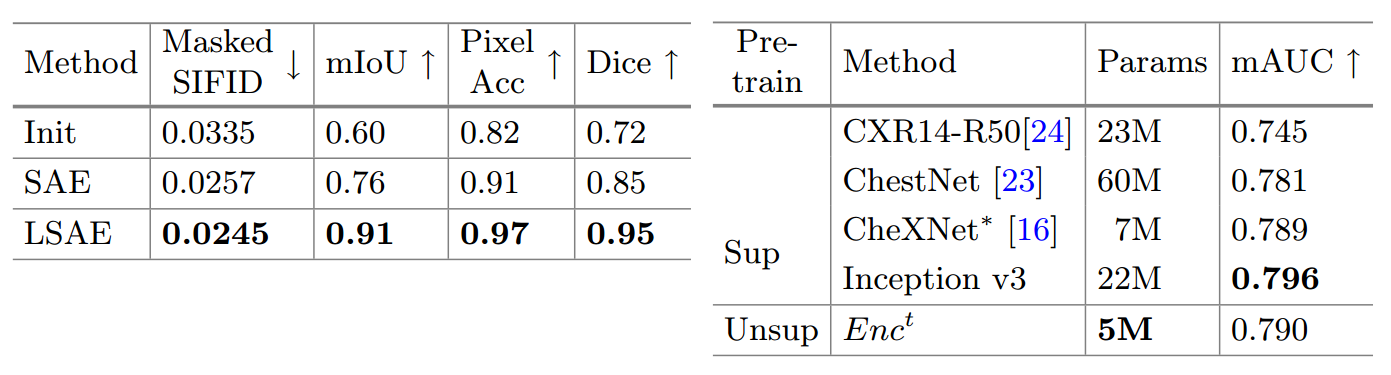 Method Masked SIFID ↓ mIoU ↑ Pixel Acc ↑ Dice ↑
Init 0.0335 0.60 0.82 0.72
SAE 0.0257 0.76 0.91 0.85
LSAE 0.0245 0.91 0.97 0.95
Pre-train Method Params mAUC ↑
Sup
CXR14-R50[24] 23M 0.745
ChestNet [23] 60M 0.781
CheXNet* [16] 7M 0.789
Inception v3 22M 0.796
Unsup Enc^t 5M 0.790